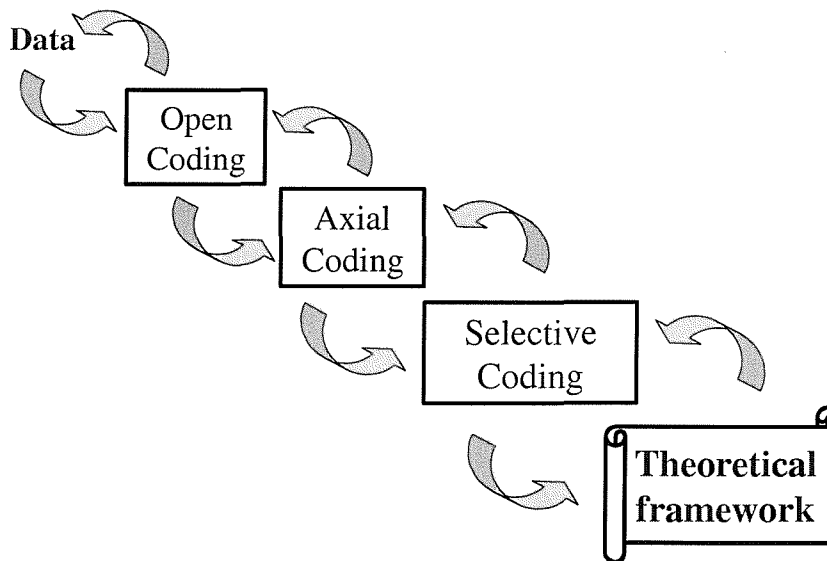 Data
Open
Coding
Axial
Coding
Selective
Coding
Theoretical
framework